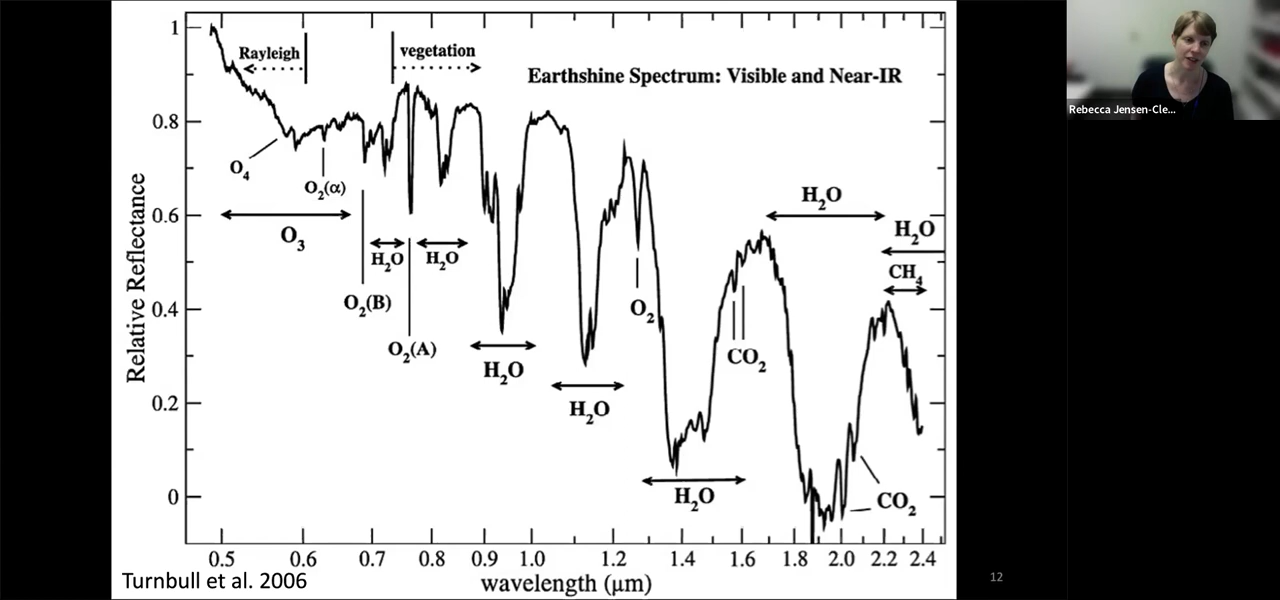 Earthshine Spectrum: Visible and Near-IR
Rayleigh
vegetation
Relative Reflectance
1
0.8
0.6
0.4
0.2
0
O4
O2(α)
O3
O2(B)
H2O
O2(A)
H2O
H2O
H2O
O2
H2O
CO2
H2O
H2O
CH4
CO2
0.5 0.6 0.7 0.8 0.9 1.0 1.2 1.4 1.6 1.8 2.0 2.2 2.4
wavelength (μm)
Turnbull et al. 2006
12
Rebecca Jensen-Cle...